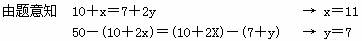 由题意知 10+x=7+2y → x=11
50-(10+2x)=(10+2X)-(7+y) → y=7